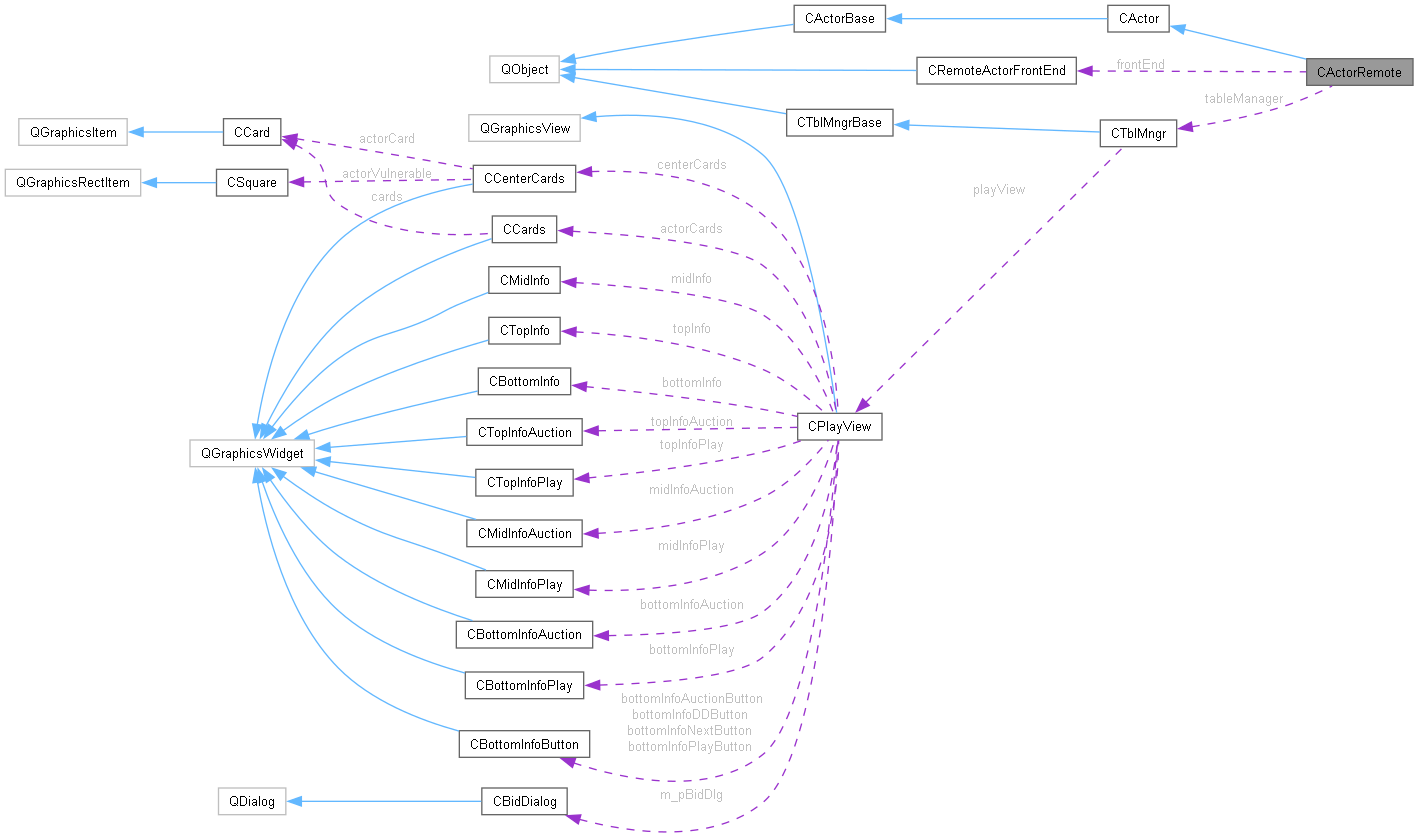 CActorBase
CActor
QObject
CRemoteActorFrontEnd
frontEnd
CActorRemote
tableManager
QGraphicsItem
CCard
QGraphicsView
CTblMngrBase
CTblMngr
actorCard
centerCards
QGraphicsRectItem
CSquare
actorVulnerable
CCenterCards
playView
cards
CCards
actorCards
CMidInfo
midInfo
CTopInfo
topInfo
CBottomInfo
bottomInfo
CTopInfoAuction
topInfoAuction
CPlayView
topInfoPlay
QGraphicsWidget
CTopInfoPlay
midInfoAuction
CMidInfoAuction
midInfoPlay
CMidInfoPlay
bottomInfoAuction
CBottomInfoAuction
bottomInfoPlay
CBottomInfoPlay
bottomInfoAuctionButton
bottomInfoDDButton
bottomInfoNextButton
bottomInfoPlayButton
CBottomInfoButton
m_pBidDlg
QDialog
CBidDialog